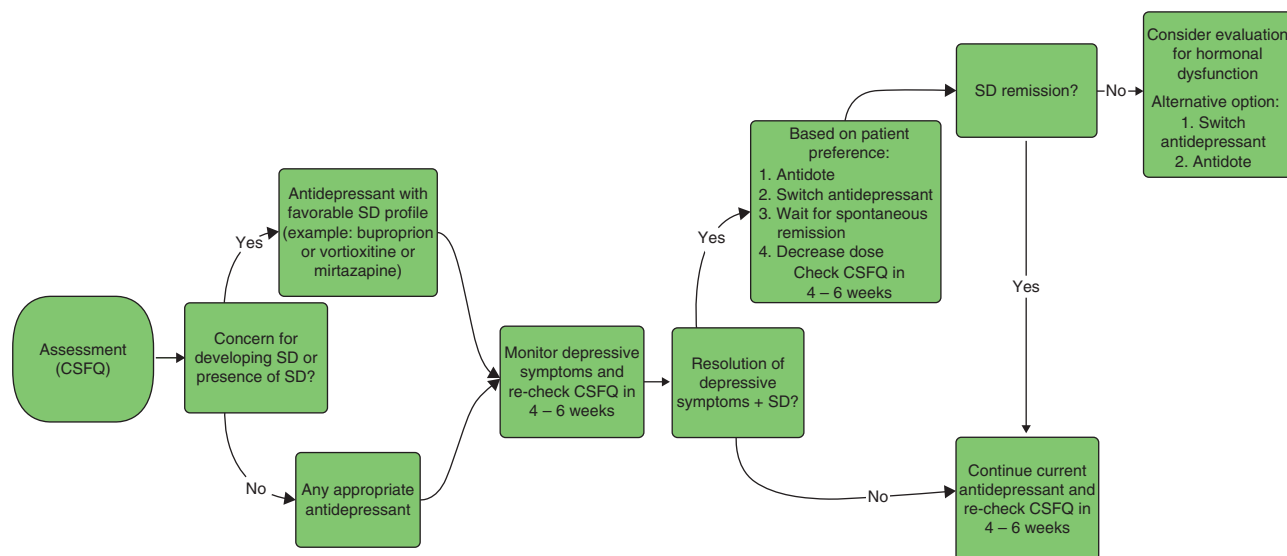 Assessment
(CSFQ)
Concern for
developing SD or
presence of SD?
Yes
Antidepressant with
favorable SD profile
(example: buproprion
or vortioxitine or
mirtazapine)
No
Any appropriate
antidepressant
Monitor depressive
symptoms and
re-check CSFQ in
4 – 6 weeks
Resolution of
depressive
symptoms + SD?
Yes
Based on patient
preference:
1. Antidote
2. Switch antidepressant
3. Wait for spontaneous
remission
4. Decrease dose
Check CSFQ in
4 – 6 weeks
SD remission?
No
Consider evaluation
for hormonal
dysfunction
Alternative option:
1. Switch
antidepressant
2. Antidote
Yes
No
Continue current
antidepressant and
re-check CSFQ in
4 – 6 weeks